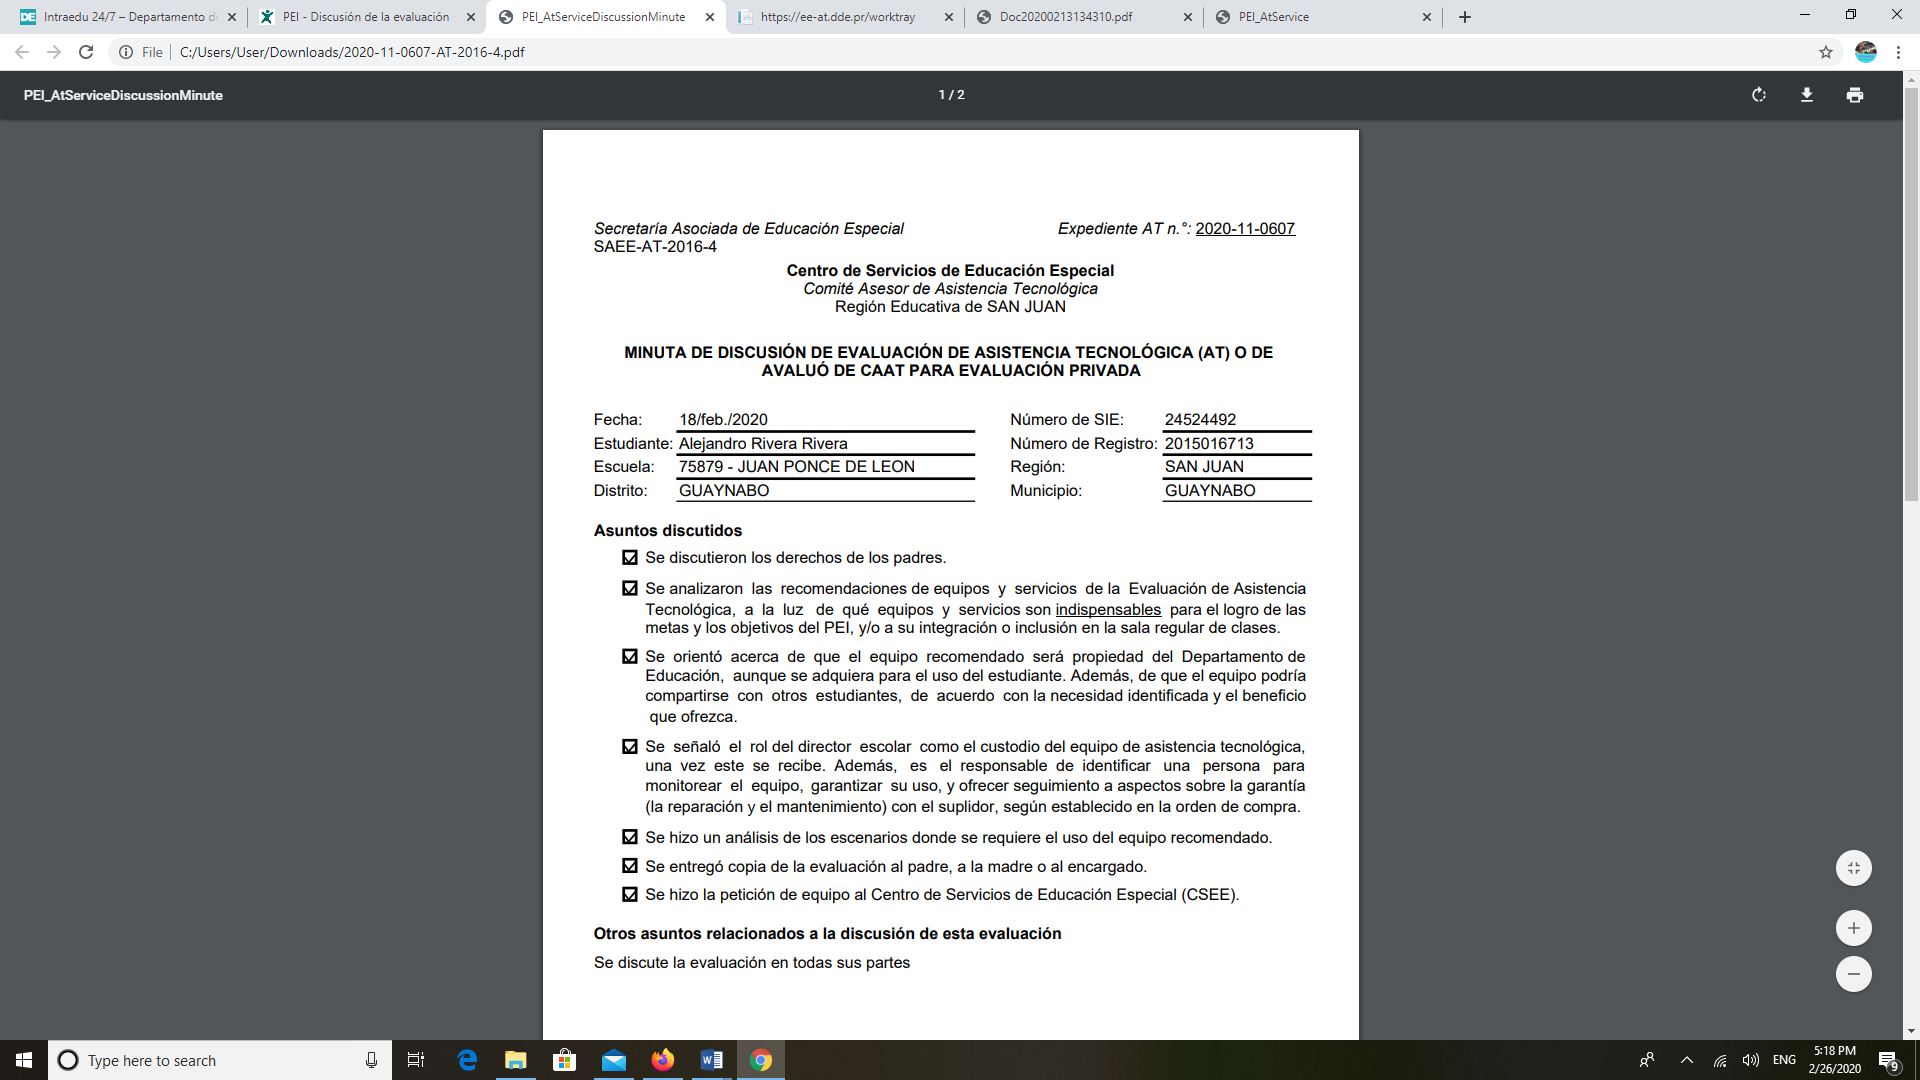 Intraedu 24/7 – Departamento d
PEI - Discusión de la evaluación
PEI_AtServiceDiscussionMinute
https://ee-at.dde.pr/worktray
Doc20200213134310.pdf
PEI_AtService
File
C:/Users/User/Downloads/2020-11-0607-AT-2016-4.pdf
PEI_AtServiceDiscussionMinute
1 / 2
Secretaría Asociada de Educación Especial
Expediente AT n.°: 2020-11-0607
SAEE-AT-2016-4
Centro de Servicios de Educación Especial
Comité Asesor de Asistencia Tecnológica
Región Educativa de SAN JUAN
MINUTA DE DISCUSIÓN DE EVALUACIÓN DE ASISTENCIA TECNOLÓGICA (AT) O DE
AVALUÓ DE CAAT PARA EVALUACIÓN PRIVADA
Fecha: 18/feb./2020 Número de SIE: 24524492
Estudiante: Alejandro Rivera Rivera Número de Registro: 2015016713
Escuela: 75879 - JUAN PONCE DE LEON Región: SAN JUAN
Distrito: GUAYNABO Municipio: GUAYNABO
Asuntos discutidos
Se discutieron los derechos de los padres.
Se analizaron las recomendaciones de equipos y servicios de la Evaluación de Asistencia
Tecnológica, a la luz de qué equipos y servicios son indispensables para el logro de las
metas y los objetivos del PEI, y/o a su integración o inclusión en la sala regular de clases.
Se orientó acerca de que el equipo recomendado será propiedad del Departamento de
Educación, aunque se adquiera para el uso del estudiante. Además, de que el equipo podría
compartirse con otros estudiantes, de acuerdo con la necesidad identificada y el beneficio
que ofrezca.
Se señaló el rol del director escolar como el custodio del equipo de asistencia tecnológica,
una vez este se recibe. Además, es el responsable de identificar una persona para
monitorear el equipo, garantizar su uso, y ofrecer seguimiento a aspectos sobre la garantía
(la reparación y el mantenimiento) con el suplidor, según establecido en la orden de compra.
Se hizo un análisis de los escenarios donde se requiere el uso del equipo recomendado.
Se entregó copia de la evaluación al padre, a la madre o al encargado.
Se hizo la petición de equipo al Centro de Servicios de Educación Especial (CSEE).
Otros asuntos relacionados a la discusión de esta evaluación
Se discute la evaluación en todas sus partes
Type here to search
ENG
5:18 PM
2/26/2020
9